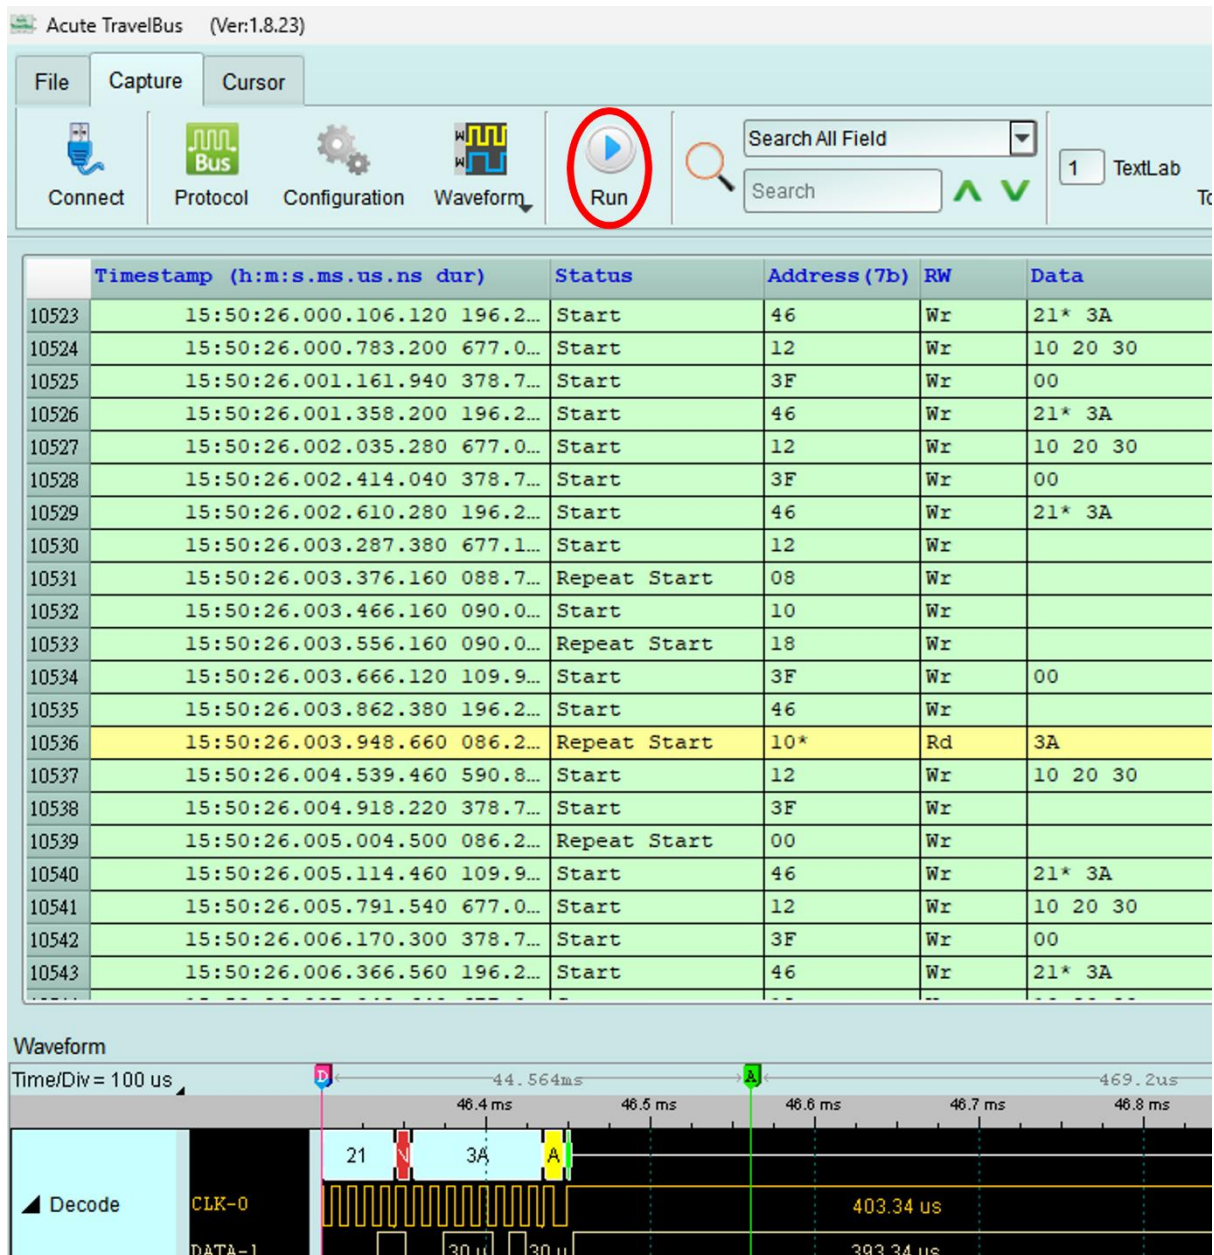 Acute TravelBus (Ver:1.8.23)
File Capture Cursor
Search All Field
Bus
1 TextLab
Search
Connect Protocol Configuration Waveform Run
Timestamp (h:m:s.ms.us.ns dur) Status Address(7b) RW Data
10523 15:50:26.000.106.120 196.2… Start 46 Wr 21* 3A
10524 15:50:26.000.783.200 677.0… Start 12 Wr 10 20 30
10525 15:50:26.001.161.940 378.7… Start 3F Wr 00
10526 15:50:26.001.358.200 196.2… Start 46 Wr 21* 3A
10527 15:50:26.002.035.280 677.0… Start 12 Wr 10 20 30
10528 15:50:26.002.414.040 378.7… Start 3F Wr 00
10529 15:50:26.002.610.280 196.2… Start 46 Wr 21* 3A
10530 15:50:26.003.287.380 677.1… Start 12 Wr
10531 15:50:26.003.376.160 088.7… Repeat Start 08 Wr
10532 15:50:26.003.466.160 090.0… Start 10 Wr
10533 15:50:26.003.556.160 090.0… Repeat Start 18 Wr
10534 15:50:26.003.666.120 109.9… Start 3F Wr 00
10535 15:50:26.003.862.380 196.2… Start 46 Wr
10536 15:50:26.003.948.660 086.2… Repeat Start 10* Rd 3A
10537 15:50:26.004.539.460 590.8… Start 12 Wr 10 20 30
10538 15:50:26.004.918.220 378.7… Start 3F Wr
10539 15:50:26.005.004.500 086.2… Repeat Start 00 Wr
10540 15:50:26.005.114.460 109.9… Start 46 Wr 21* 3A
10541 15:50:26.005.791.540 677.0… Start 12 Wr 10 20 30
10542 15:50:26.006.170.300 378.7… Start 3F Wr 00
10543 15:50:26.006.366.560 196.2… Start 46 Wr 21* 3A
Waveform
Time/Div = 100 us D 44.564ms A 469.2us
46.4 ms 46.5 ms 46.6 ms 46.7 ms 46.8 ms
21 N 3A A
Decode CLK-0 403.34 us
DATA-1 30 u 30 u 393.34 us